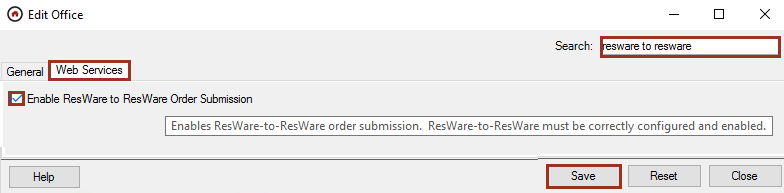 Edit Office
Search: resware to resware
General Web Services
Enable ResWare to ResWare Order Submission
Enables ResWare-to-ResWare order submission. ResWare-to-ResWare must be correctly configured and enabled.
Help Save Reset Close